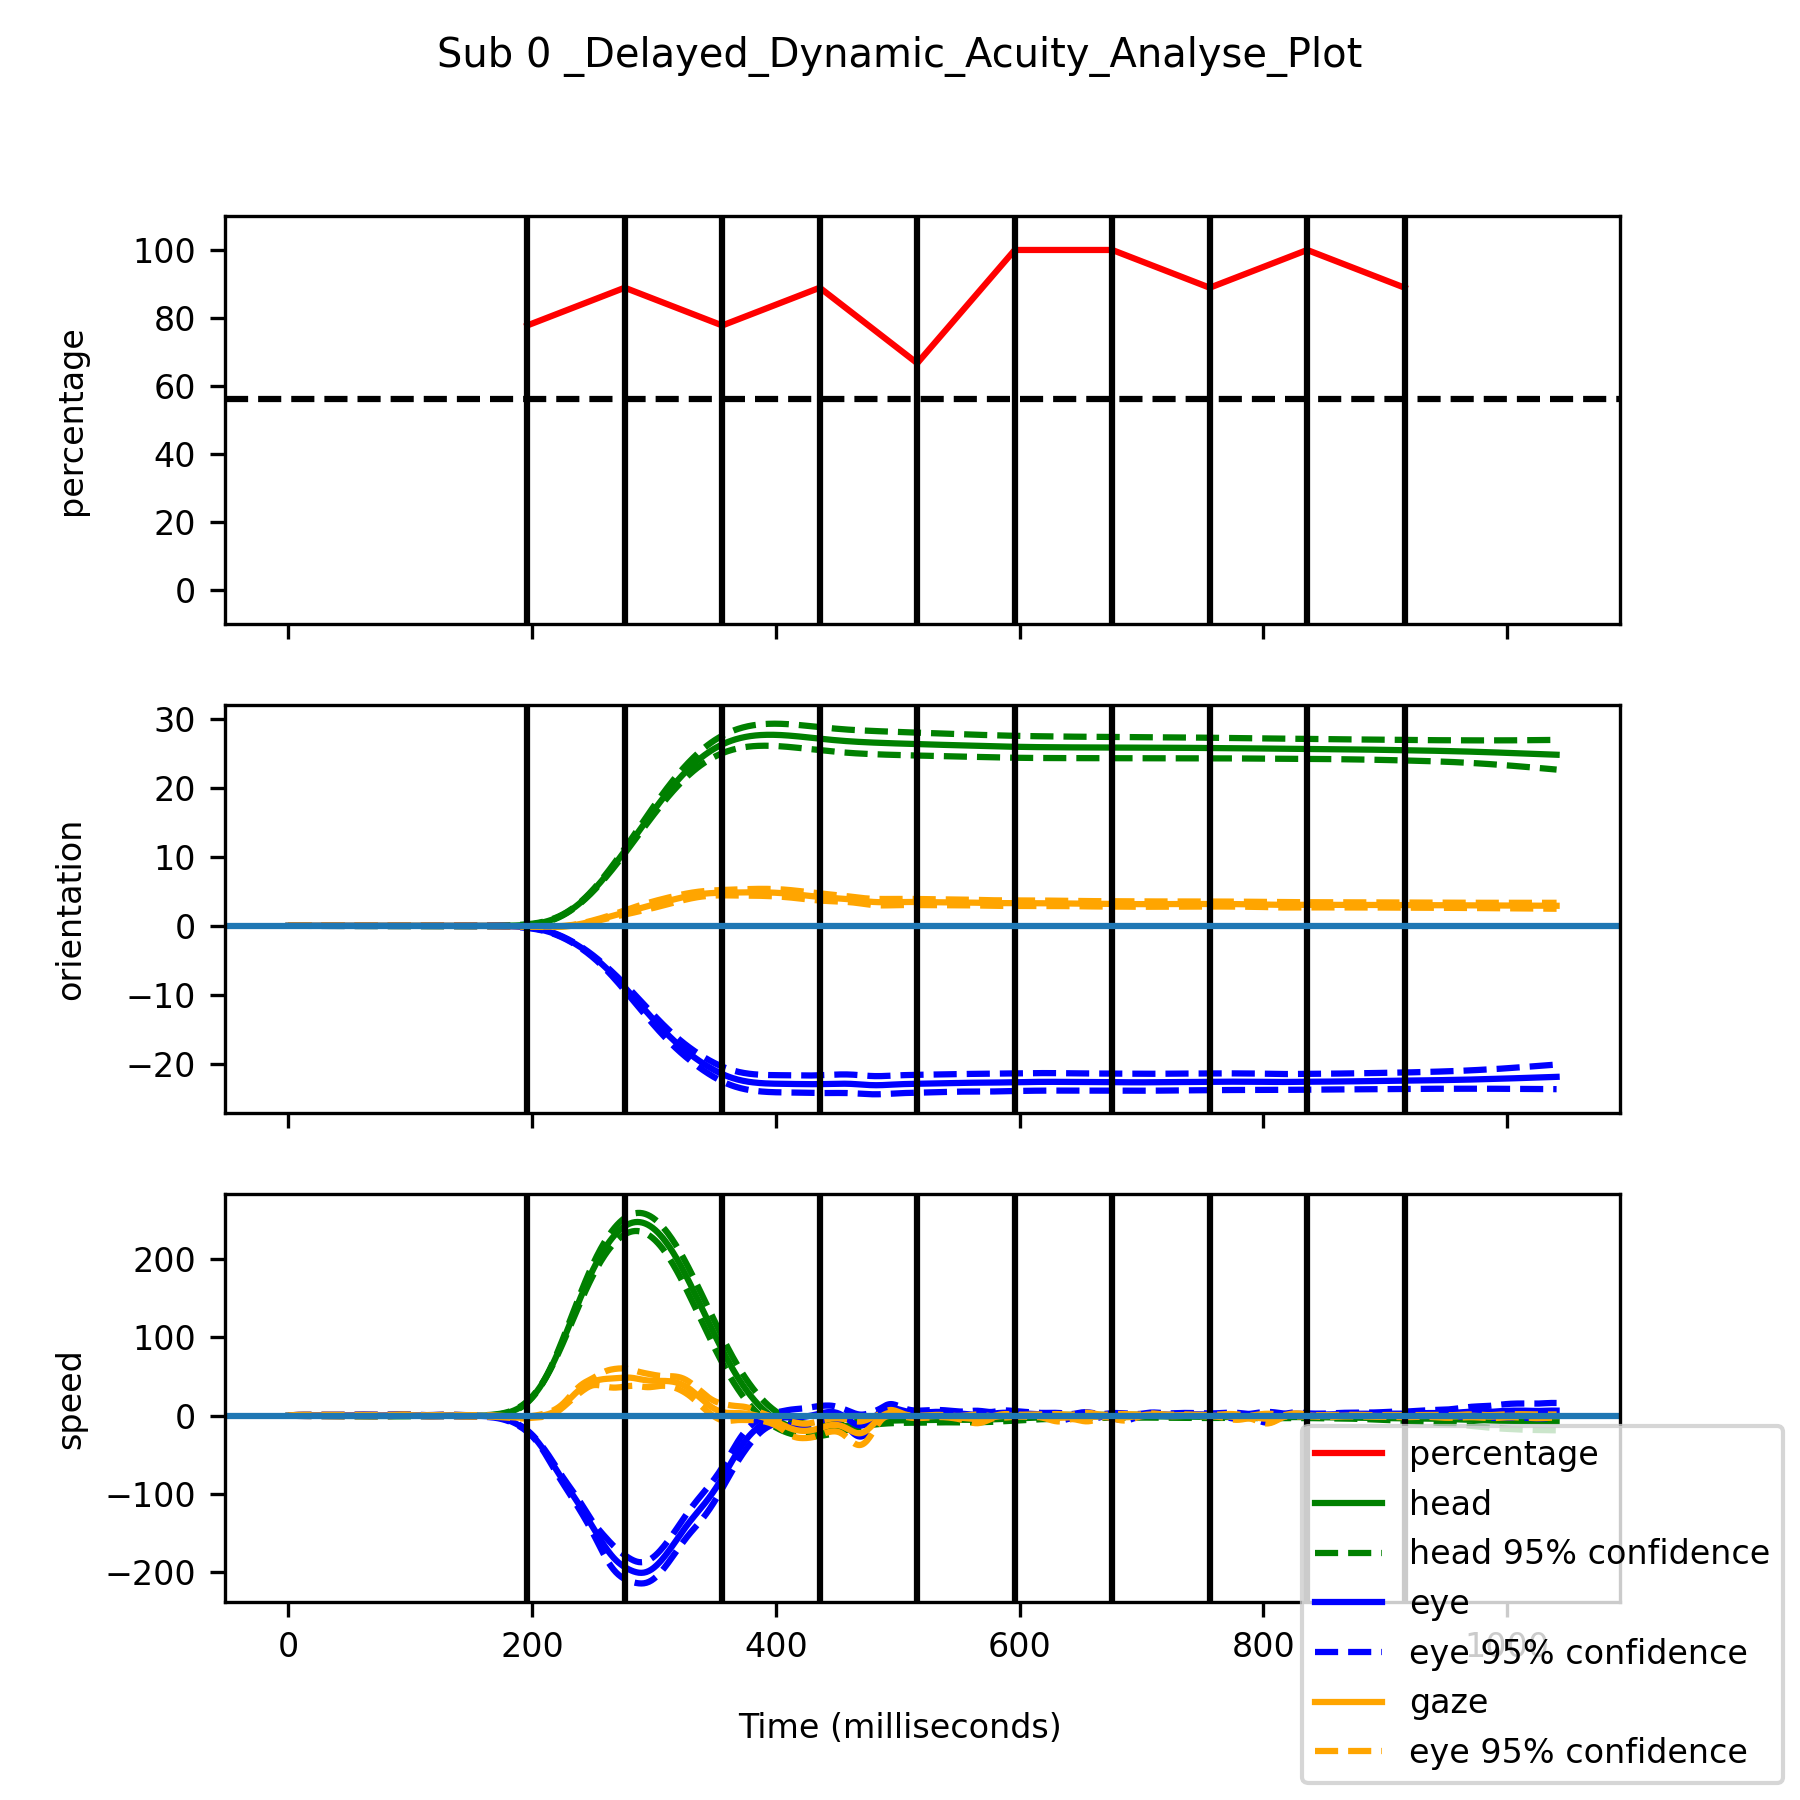 Sub 0 _Delayed_Dynamic_Acuity_Analyse_Plot
100
80
60
40
20
0
percentage
30
20
10
0
−10
−20
orientation
200
100
0
−100
−200
speed
0 200 400 600 800 1000
Time (milliseconds)
percentage
head
head 95% confidence
eye
eye 95% confidence
gaze
eye 95% confidence